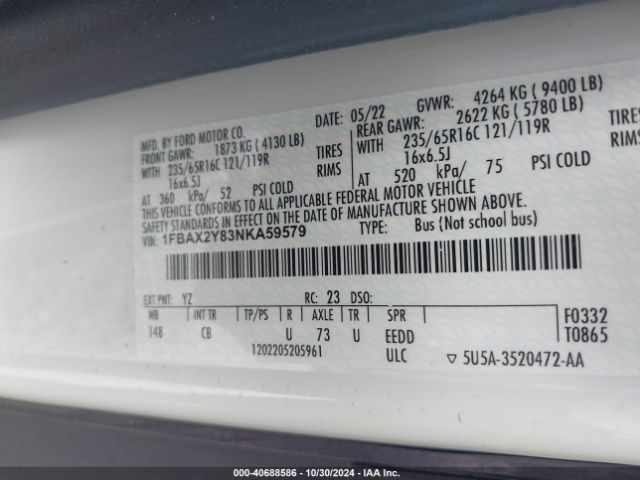 MFD. BY FORD MOTOR CO.
DATE: 05/22 GVWR: 4264 KG ( 9400 LB)
FRONT GAWR: 1873 KG ( 4130 LB)
REAR GAWR: 2622 KG ( 5780 LB)
WITH 235/65R16C 121/119R TIRES
WITH 235/65R16C 121/119R TIRES
16x6.5J RIMS
16x6.5J RIMS
AT 360 kPa/ 52 PSI COLD
AT 520 kPa/ 75 PSI COLD
THIS VEHICLE CONFORMS TO ALL APPLICABLE FEDERAL MOTOR VEHICLE
SAFETY STANDARDS IN EFFECT ON THE DATE OF MANUFACTURE SHOWN ABOVE.
VIN: 1FBAX2Y83NKA59579 TYPE: Bus (Not school Bus)
EXT PNT: YZ RC: 23 DSO:
WB INT TR TP/PS R AXLE TR SPR F0332
148 CB U 73 U EEDD T0865
1202205205961 ULC ▽ 5U5A-3520472-AA
000-40688586 - 10/30/2024 - IAA Inc.